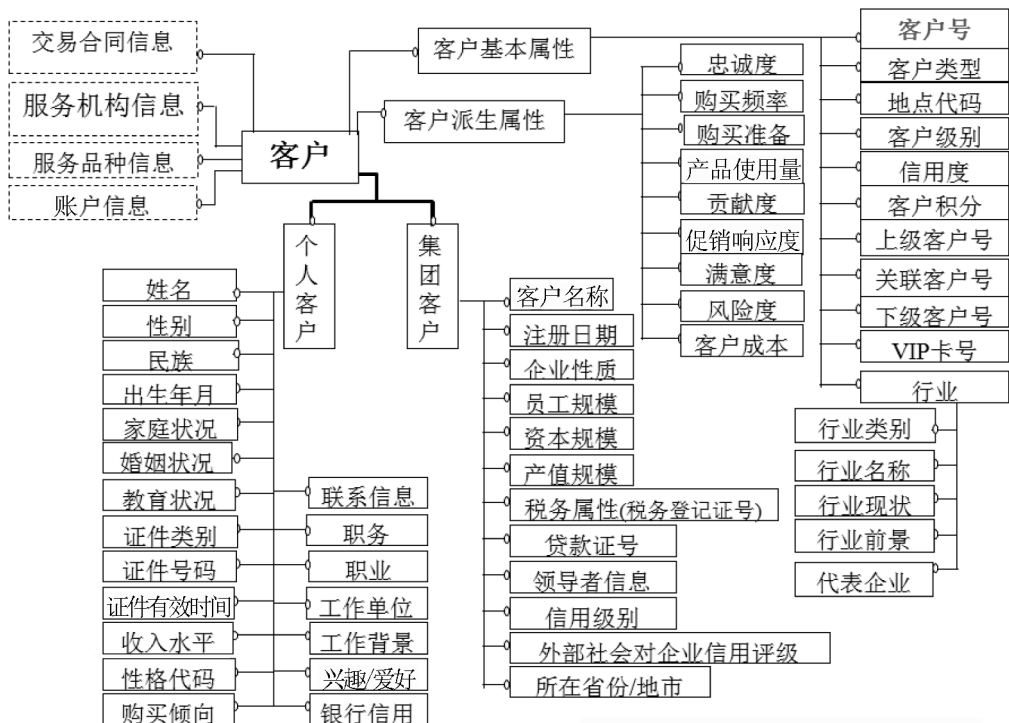 交易合同信息
服务机构信息
服务品种信息
账户信息
客户
客户基本属性
客户派生属性
忠诚度
购买频率
购买准备
产品使用量
贡献度
促销响应度
满意度
风险度
客户成本
客户号
客户类型
地点代码
客户级别
信用度
客户积分
上级客户号
关联客户号
下级客户号
VIP卡号
行业
行业类别
行业名称
行业现状
行业前景
代表企业
个人客户
集团客户
姓名
性别
民族
出生年月
家庭状况
婚姻状况
教育状况
证件类别
证件号码
证件有效时间
收入水平
性格代码
购买倾向
联系信息
职务
职业
工作单位
工作背景
兴趣/爱好
银行信用
客户名称
注册日期
企业性质
员工规模
资本规模
产值规模
税务属性(税务登记证号)
贷款证号
领导者信息
信用级别
外部社会对企业信用评级
所在省份/地市